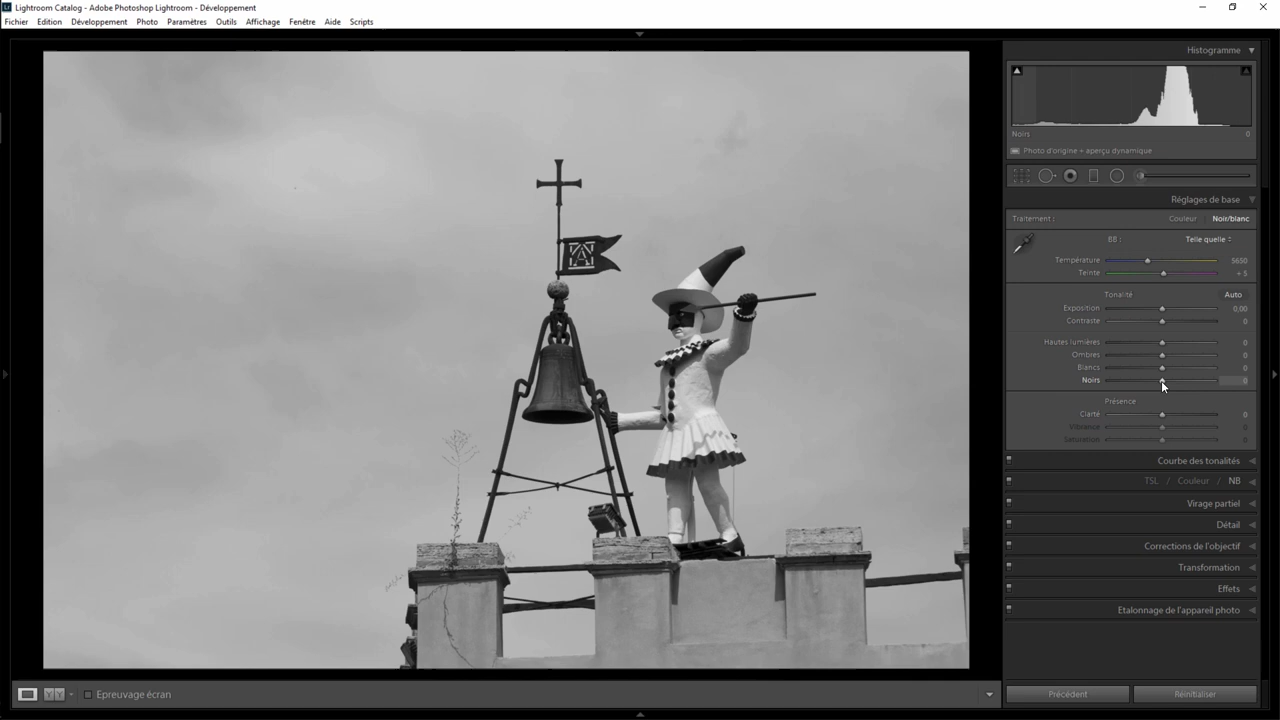 Lightroom Catalog - Adobe Photoshop Lightroom - Développement
Fichier Edition Développement Photo Paramètres Outils Affichage Fenêtre Aide Scripts
Histogramme
Noirs 0
Photo d'origine + aperçu dynamique
Réglages de base
Traitement : Couleur Noir/blanc
BB : Telle quelle
Température 5650
Teinte + 5
Tonalité Auto
Exposition 0,00
Contraste 0
Hautes lumières 0
Ombres 0
Blancs 0
Noirs 0
Présence
Clarté 0
Vibrance 0
Saturation 0
Courbe des tonalités
TSL / Couleur / NB
Virage partiel
Détail
Corrections de l'objectif
Transformation
Effets
Etalonnage de l'appareil photo
Précédent Réinitialiser
YY Epreuvage écran